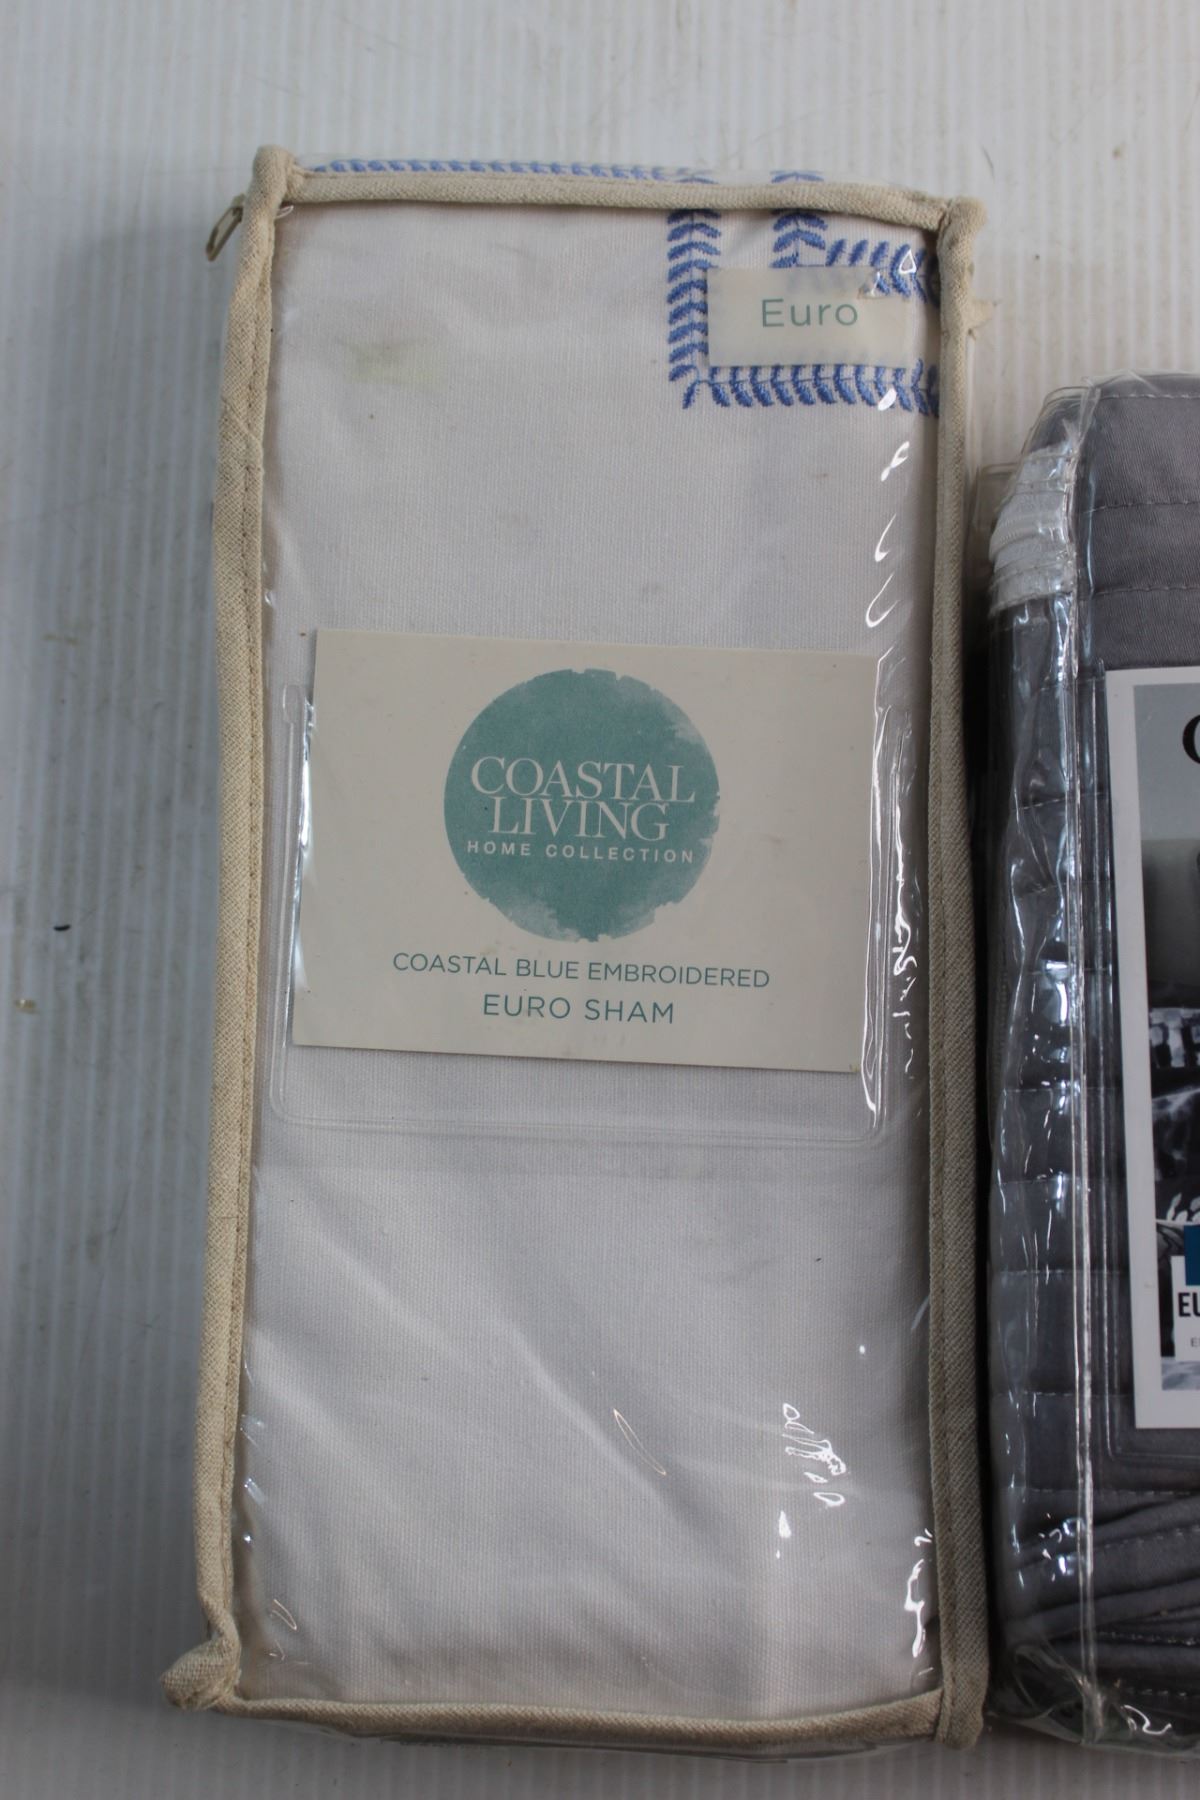 Euro
COASTAL
LIVING
HOME COLLECTION
COASTAL BLUE EMBROIDERED
EURO SHAM